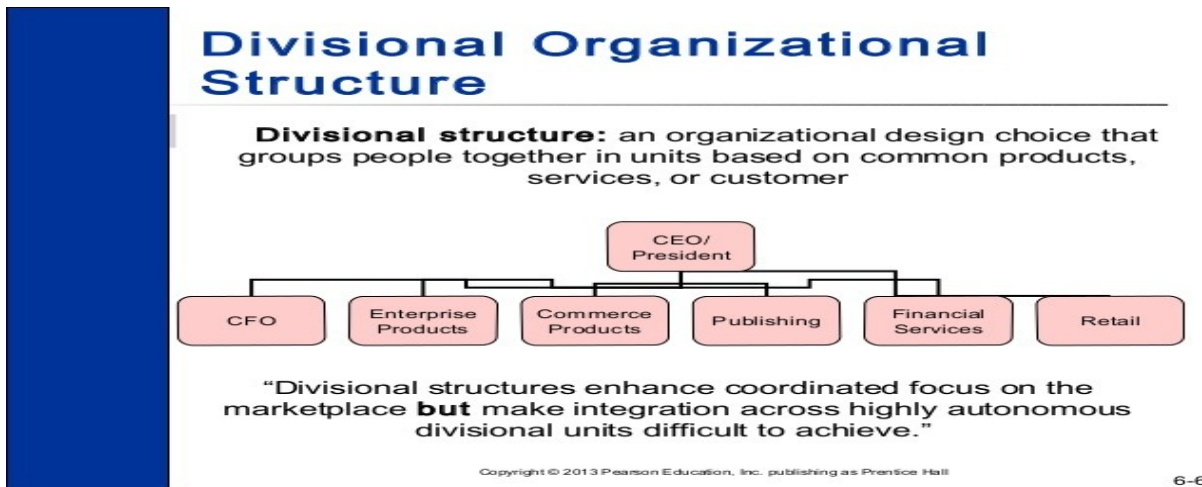 Divisional Organizational
Structure
Divisional structure: an organizational design choice that
groups people together in units based on common products,
services, or customer
CEO/
President
CFO
Enterprise
Products
Commerce
Products
Publishing
Financial
Services
Retail
“Divisional structures enhance coordinated focus on the
marketplace but make integration across highly autonomous
divisional units difficult to achieve.”
Copyright © 2013 Pearson Education, Inc. publishing as Prentice Hall
6-6